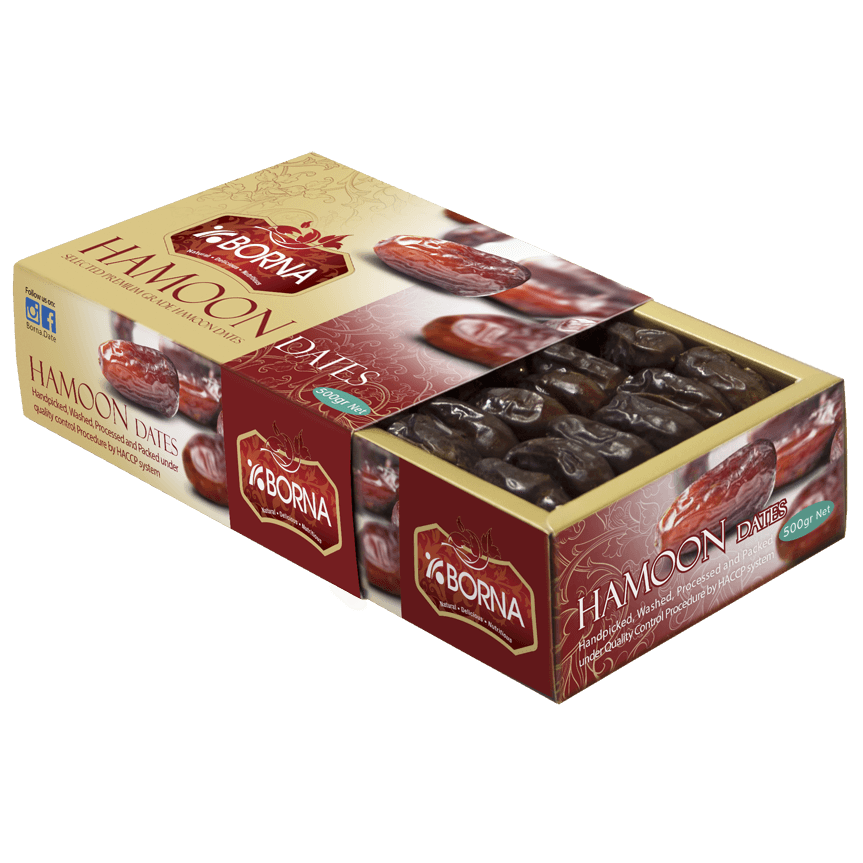 BORNA
Natural • Delicious • Nutritious
HAMOON
SELECTED PREMIUM GRADE HAMOON DATES
DATES
500gr Net
Follow us on:
Borna.Date
HAMOON DATES
Handpicked, Washed, Processed and Packed under
quality control Procedure by HACCP system
BORNA
Natural • Delicious • Nutritious
BORNA
Natural • Delicious • Nutritious
HAMOON DATES
500gr Net
Handpicked, Washed, Processed and Packed
under Quality Control Procedure by HACCP system